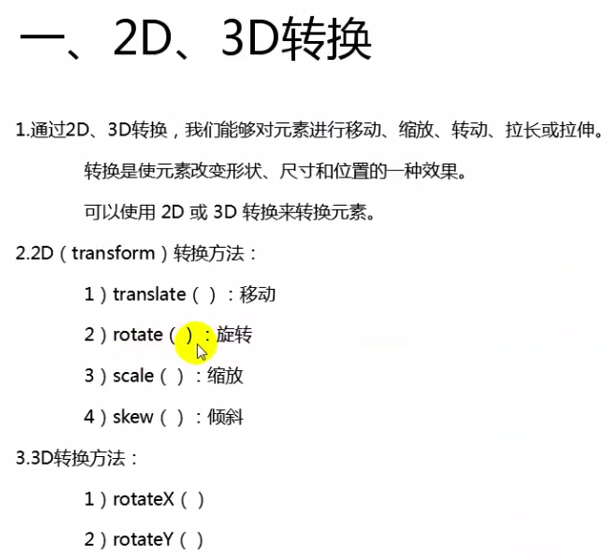 一、2D、3D转换
1.通过2D、3D转换，我们能够对元素进行移动、缩放、转动、拉长或拉伸。
转换是使元素改变形状、尺寸和位置的一种效果。
可以使用 2D 或 3D 转换来转换元素。
2.2D（transform）转换方法：
1）translate（ ）：移动
2）rotate（ ）：旋转
3）scale（ ）：缩放
4）skew（ ）：倾斜
3.3D转换方法：
1）rotateX（ ）
2）rotateY（ ）